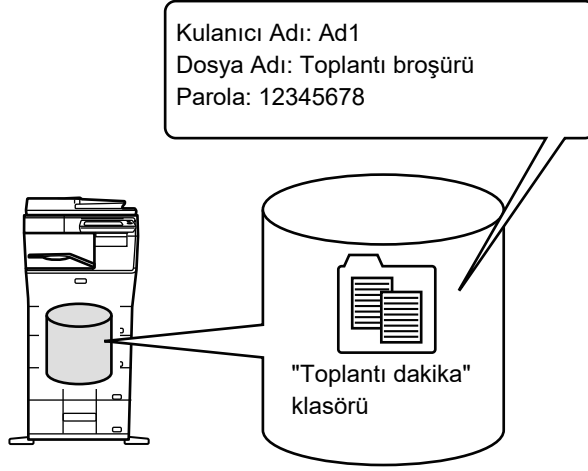 Kulanıcı Adı: Ad1
Dosya Adı: Toplantı broşürü
Parola: 12345678
"Toplantı dakika"
klasörü